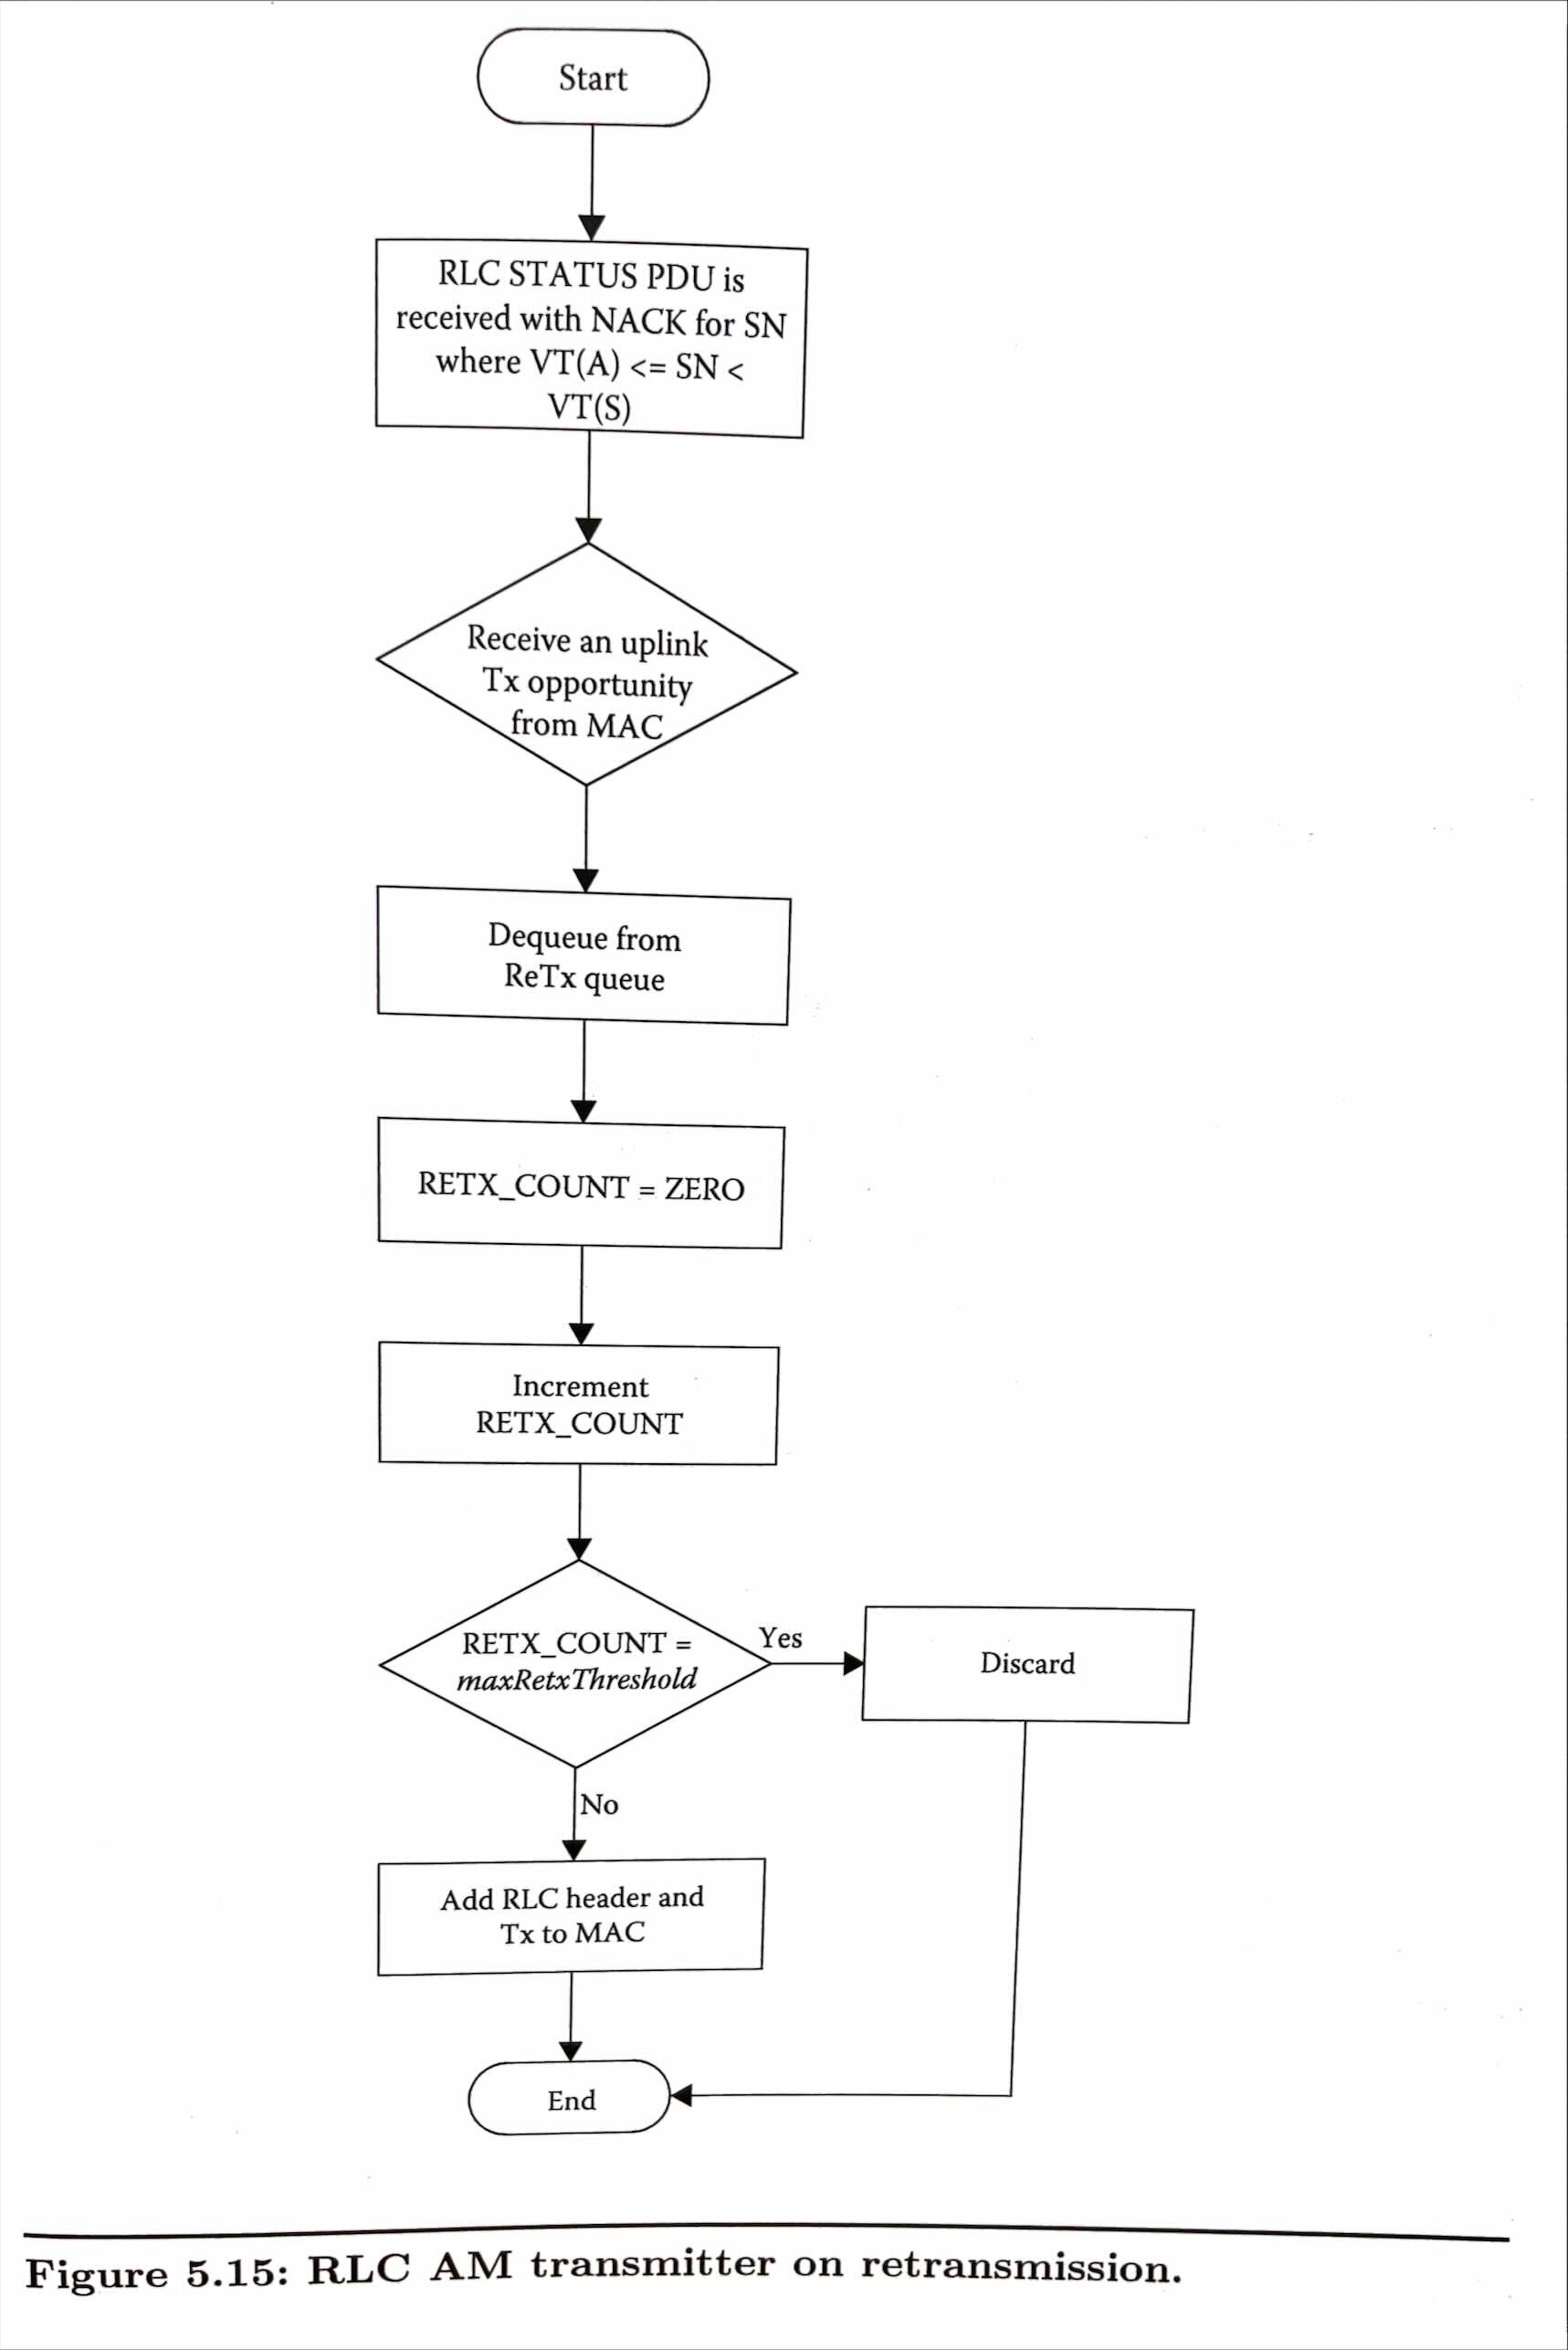 Start
RLC STATUS PDU is
received with NACK for SN
where VT(A) <= SN <
VT(S)
Receive an uplink
Tx opportunity
from MAC
Dequeue from
ReTx queue
RETX_COUNT = ZERO
Increment
RETX_COUNT
RETX_COUNT =
maxRetxThreshold
Yes
Discard
No
Add RLC header and
Tx to MAC
End
Figure 5.15: RLC AM transmitter on retransmission.